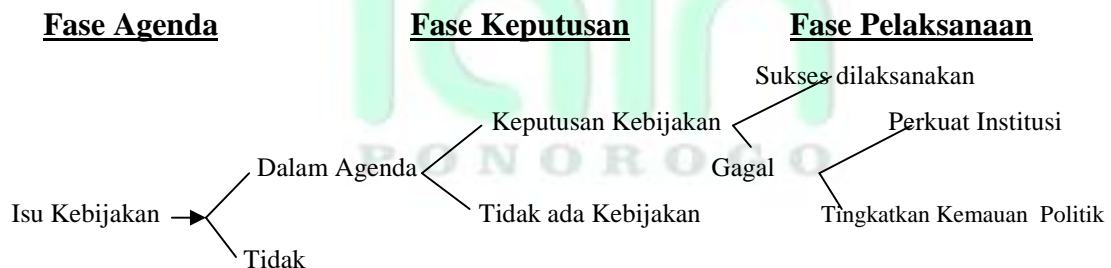 Fase Agenda Fase Keputusan Fase Pelaksanaan
Sukses dilaksanakan
Keputusan Kebijakan Perkuat Institusi
Dalam Agenda Gagal
Isu Kebijakan Tidak ada Kebijakan Tingkatkan Kemauan Politik
Tidak
iain
PONOROGO